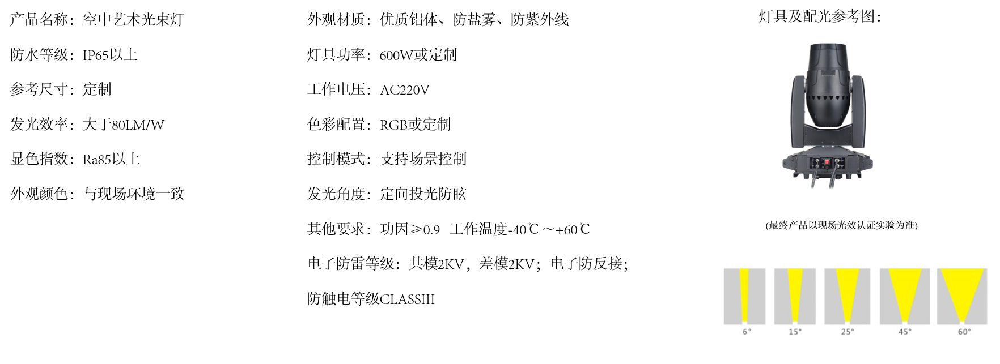 产品名称：空中艺术光束灯
防水等级：IP65以上
参考尺寸：定制
发光效率：大于80LM/W
显色指数：Ra85以上
外观颜色：与现场环境一致
外观材质：优质铝体、防盐雾、防紫外线
灯具功率：600W或定制
工作电压：AC220V
色彩配置：RGB或定制
控制模式：支持场景控制
发光角度：定向投光防眩
其他要求：功因≥0.9  工作温度-40℃～+60℃
电子防雷等级：共模2KV，差模2KV；电子防反接；
防触电等级CLASSIII
灯具及配光参考图：
(最终产品以现场光效认证实验为准)
6° 15° 25° 45° 60°